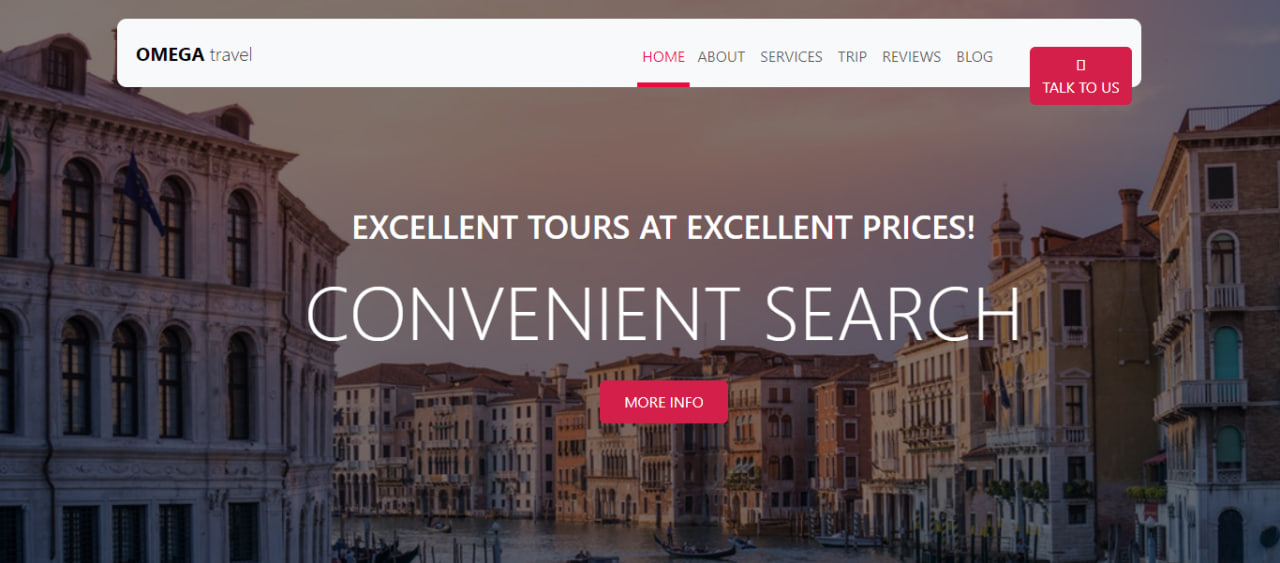 OMEGA travel
HOME ABOUT SERVICES TRIP REVIEWS BLOG
TALK TO US
EXCELLENT TOURS AT EXCELLENT PRICES!
CONVENIENT SEARCH
MORE INFO